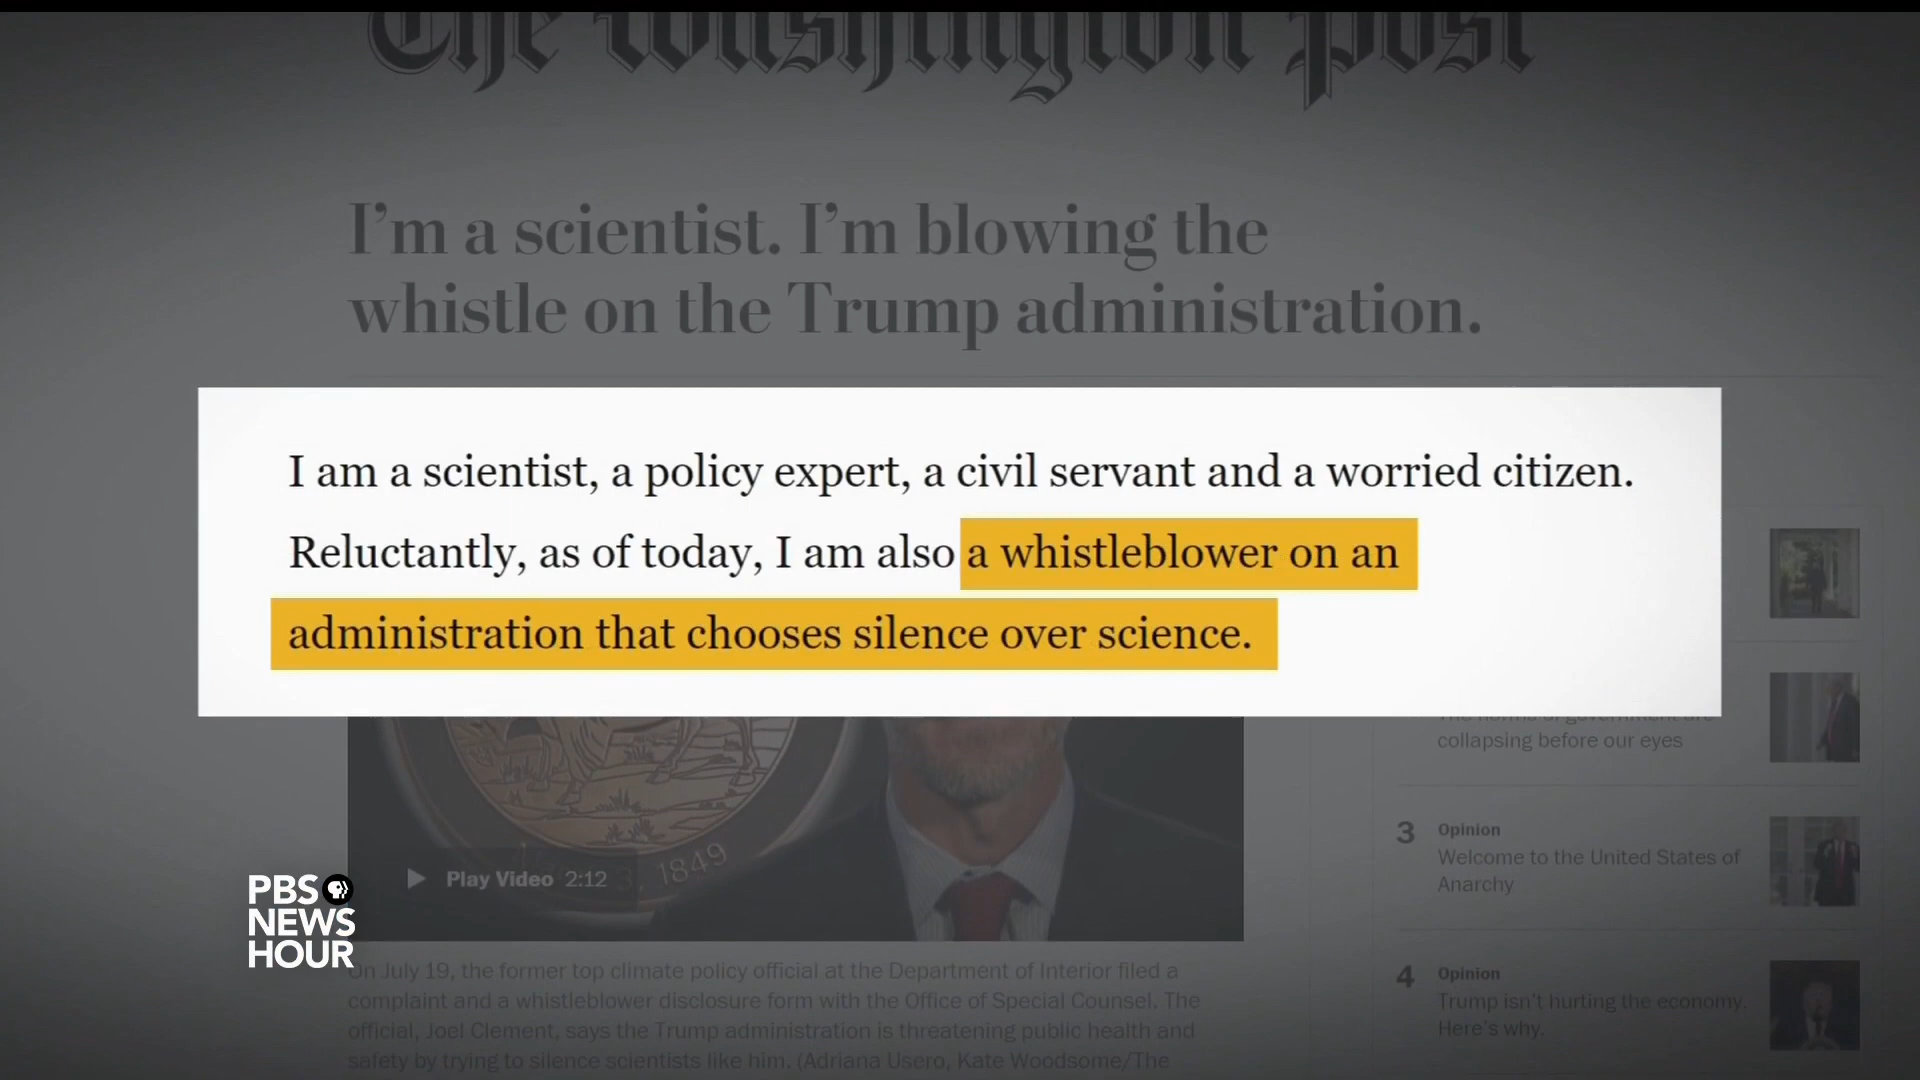 The Washington Post
I'm a scientist. I'm blowing the
whistle on the Trump administration.
I am a scientist, a policy expert, a civil servant and a worried citizen.
Reluctantly, as of today, I am also a whistleblower on an
administration that chooses silence over science.
The norms of government are
collapsing before our eyes
3 Opinion
Welcome to the United States of
Anarchy
4 Opinion
Trump isn't hurting the economy.
Here's why.
1849
Play Video 2:12
PBS
NEWS
HOUR
On July 19, the former top climate policy official at the Department of Interior filed a
complaint and a whistleblower disclosure form with the Office of Special Counsel. The
official, Joel Clement, says the Trump administration is threatening public health and
safety by trying to silence scientists like him. (Adriana Usero, Kate Woodsome/The